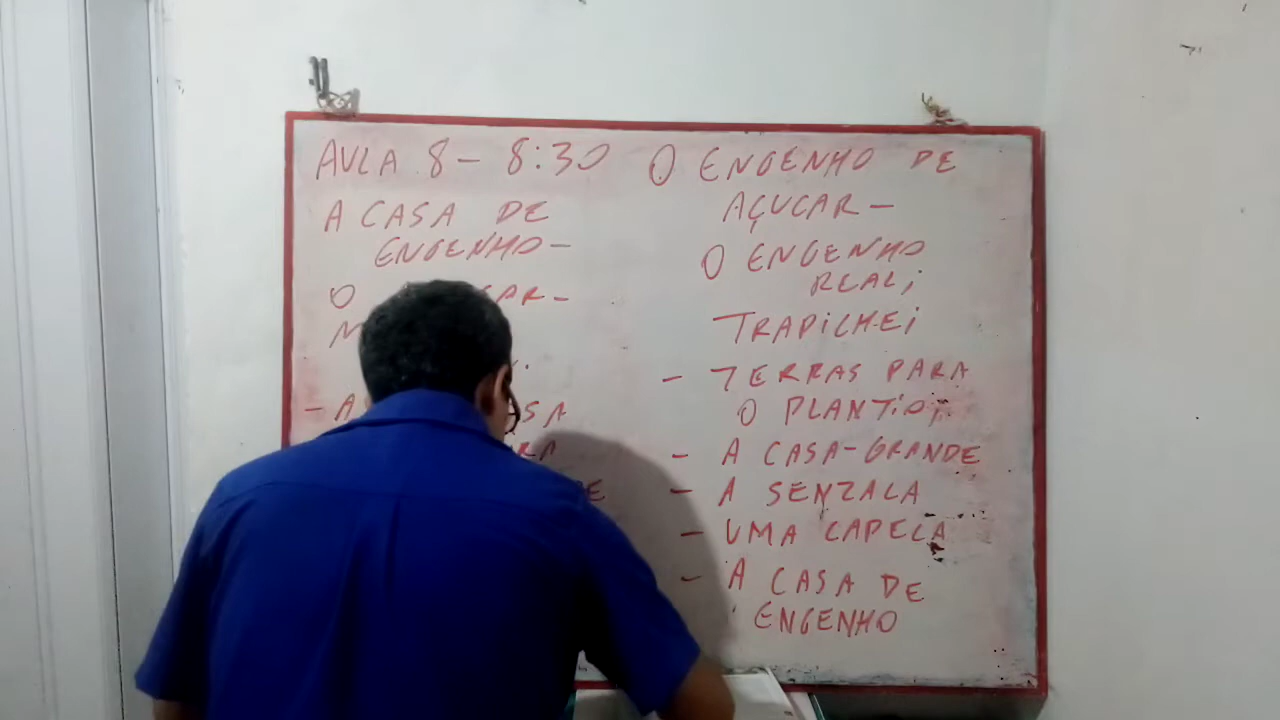 AULA 8 - 8:30
A CASA DE
ENGENHO-
O
- A
O ENGENHO DE
AÇUCAR -
O ENGENHO
REAL;
TRAPICHEI
- TERRAS PARA
O PLANTIO;
- A CASA-GRANDE
- A SENZALA
- UMA CAPELA
- A CASA DE
ENGENHO